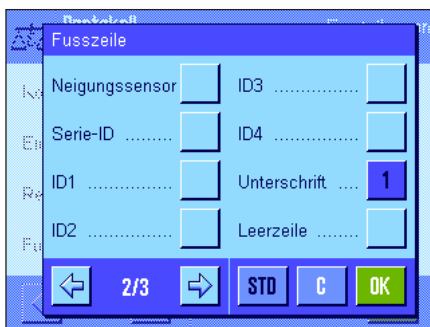 Protokoll
Fusszeile
Neigungssensor
Serie-ID .........
ID1 ...............
ID2 ...............
ID3 ...............
ID4 ...............
Unterschrift .... 1
Leerzeile ........
2/3
STD
C
OK